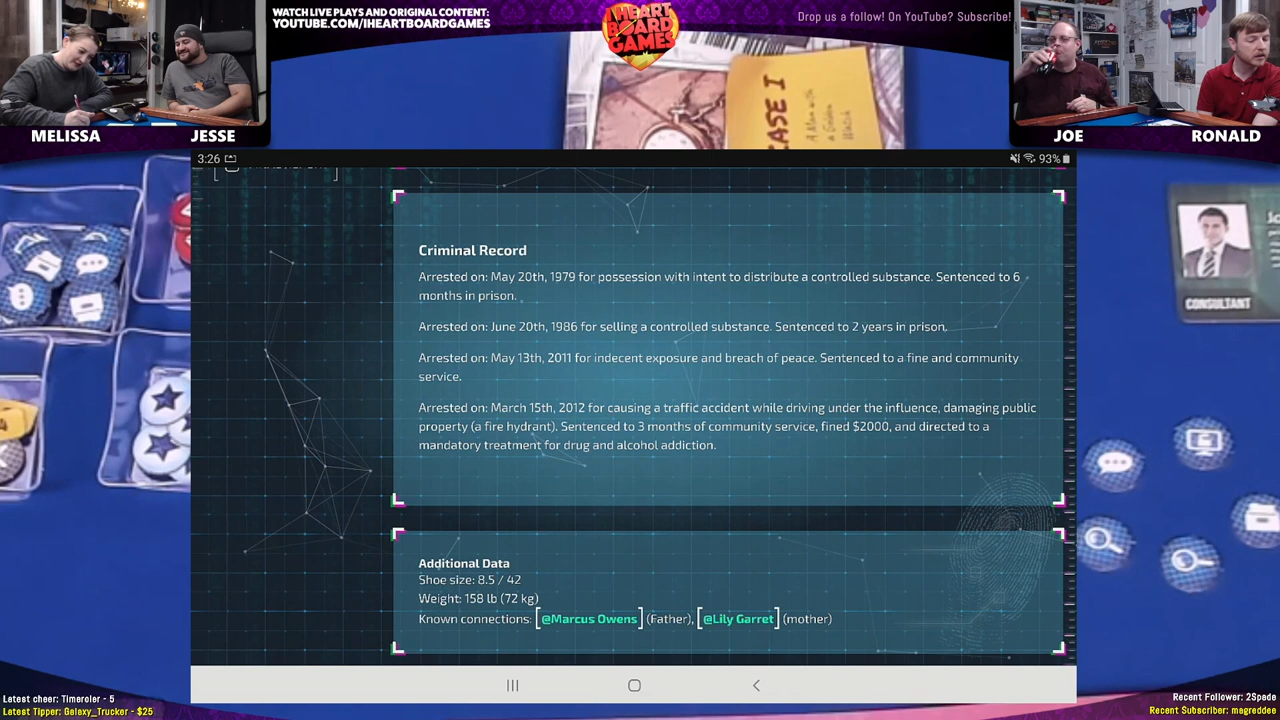 WATCH LIVE PLAYS AND ORIGINAL CONTENT:
YOUTUBE.COM/IHEARTBOARDGAMES
I HEART
BOARD
GAMES
Drop us a follow! On YouTube? Subscribe!
MELISSA
JESSE
JOE
RONALD
CASE I
3:26
93%
Criminal Record
Arrested on: May 20th, 1979 for possession with intent to distribute a controlled substance. Sentenced to 6
months in prison.
Arrested on: June 20th, 1986 for selling a controlled substance. Sentenced to 2 years in prison.
Arrested on: May 13th, 2011 for indecent exposure and breach of peace. Sentenced to a fine and community
service.
Arrested on: March 15th, 2012 for causing a traffic accident while driving under the influence, damaging public
property (a fire hydrant). Sentenced to 3 months of community service, fined $2000, and directed to a
mandatory treatment for drug and alcohol addiction.
CONSULTANT
Additional Data
Shoe size: 8.5 / 42
Weight: 158 lb (72 kg)
Known connections: [@Marcus Owens] (Father), [@Lily Garret] (mother)
Latest cheer: Timeroler - 5
Latest Tipper: Galexy_Trucker - $25
Recent Follower: 2Spade
Recent Subscriber: magreddee